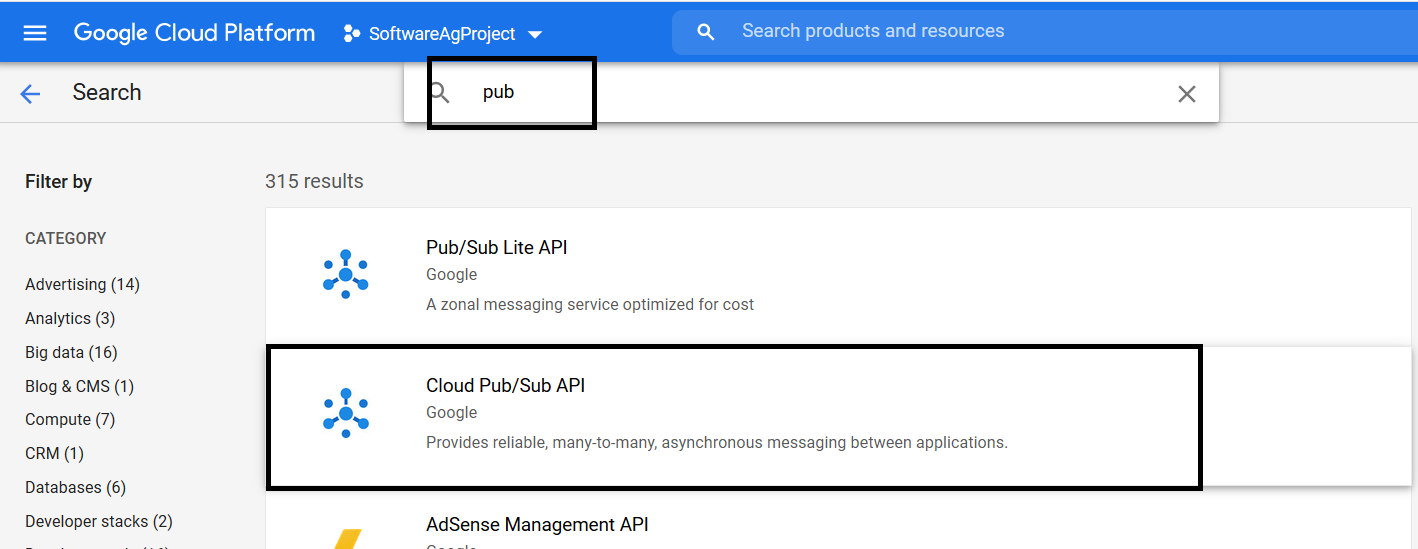 Google Cloud Platform
SoftwareAgProject
Search products and resources
Search
pub
Filter by
315 results
CATEGORY
Advertising (14)
Analytics (3)
Big data (16)
Blog & CMS (1)
Compute (7)
CRM (1)
Databases (6)
Developer stacks (2)
Pub/Sub Lite API
Google
A zonal messaging service optimized for cost
Cloud Pub/Sub API
Google
Provides reliable, many-to-many, asynchronous messaging between applications.
AdSense Management API